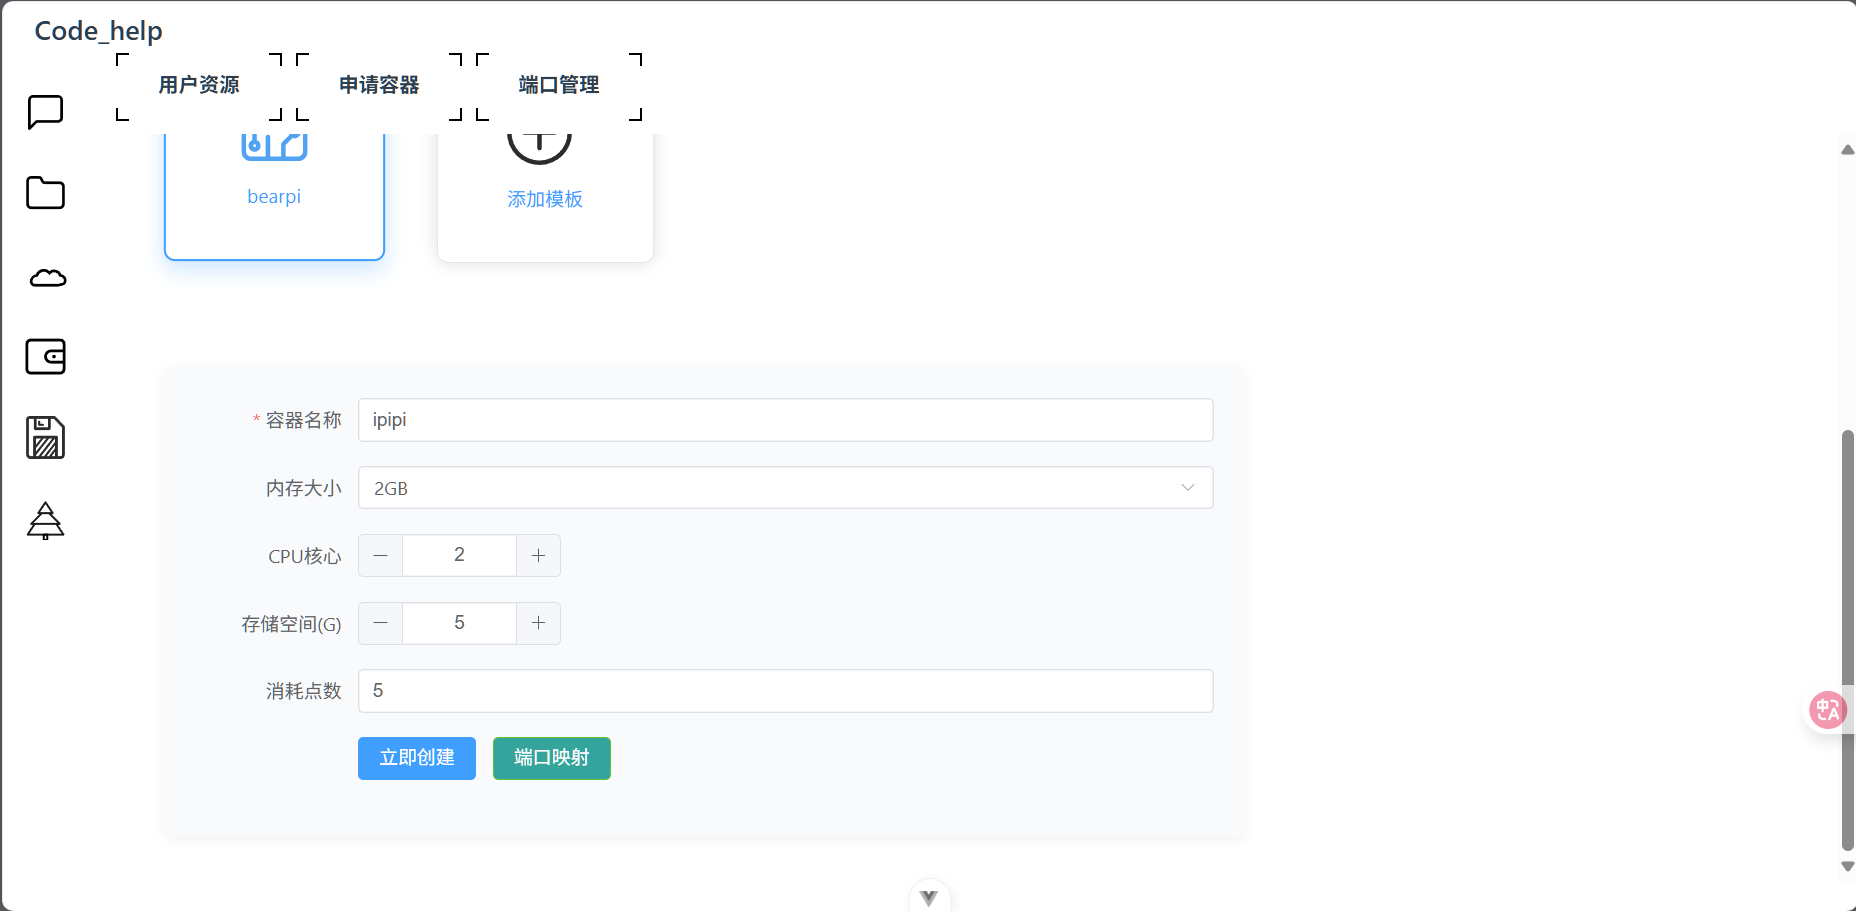 Code_help
用户资源
申请容器
端口管理
bearpi
添加模板
* 容器名称
ipipi
内存大小
2GB
CPU核心
2
存储空间(G)
5
消耗点数
5
立即创建
端口映射
中A